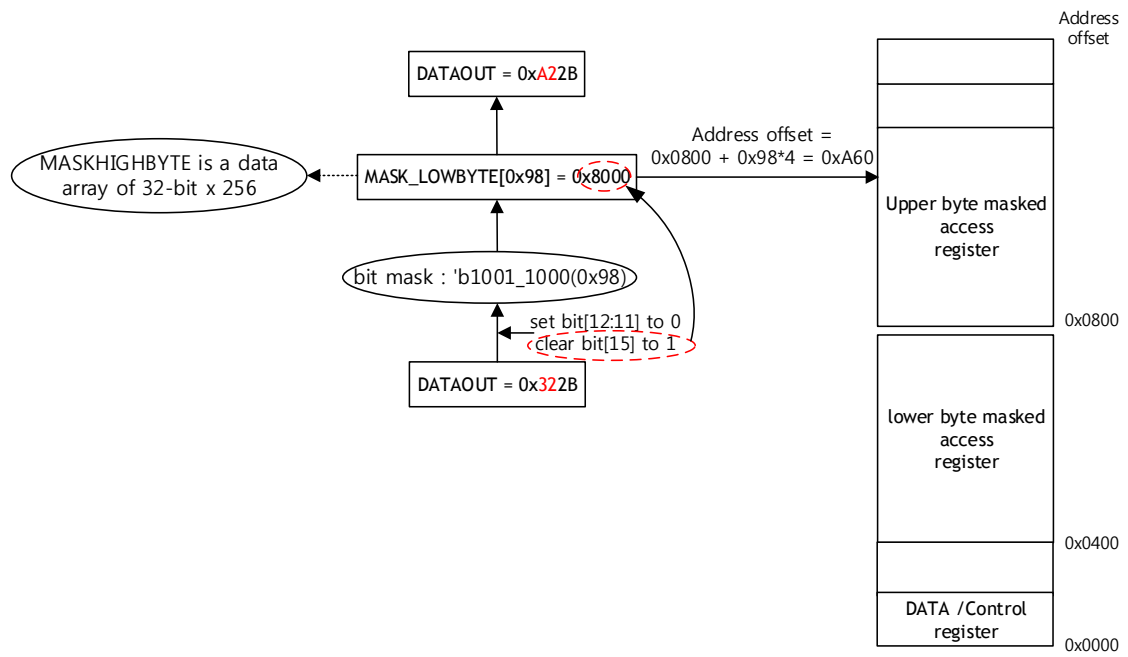 Address
offset
DATAOUT = 0xA22B
Address offset =
0x0800 + 0x98*4 = 0xA60
MASKHIGHBYTE is a data
array of 32-bit x 256
MASK_LOWBYTE[0x98] = 0x8000
Upper byte masked
access
register
bit mask : 'b1001_1000(0x98)
set bit[12:11] to 0
clear bit[15] to 1
0x0800
DATAOUT = 0x322B
lower byte masked
access
register
0x0400
DATA /Control
register
0x0000